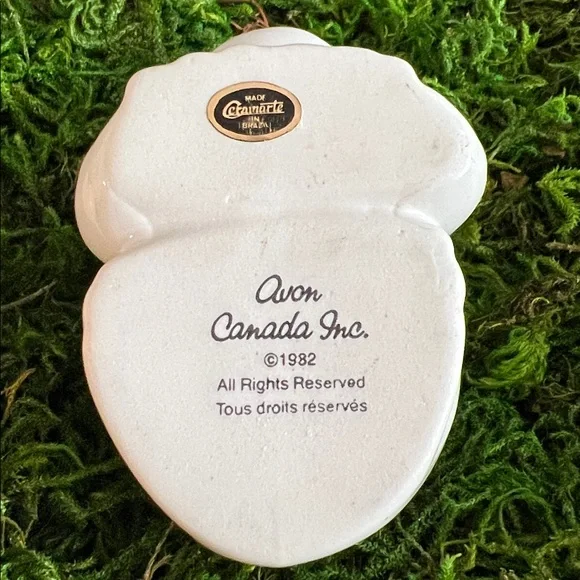 MADE
Ceramarte
IN
BRAZIL
Avon
Canada Inc.
©1982
All Rights Reserved
Tous droits réservés